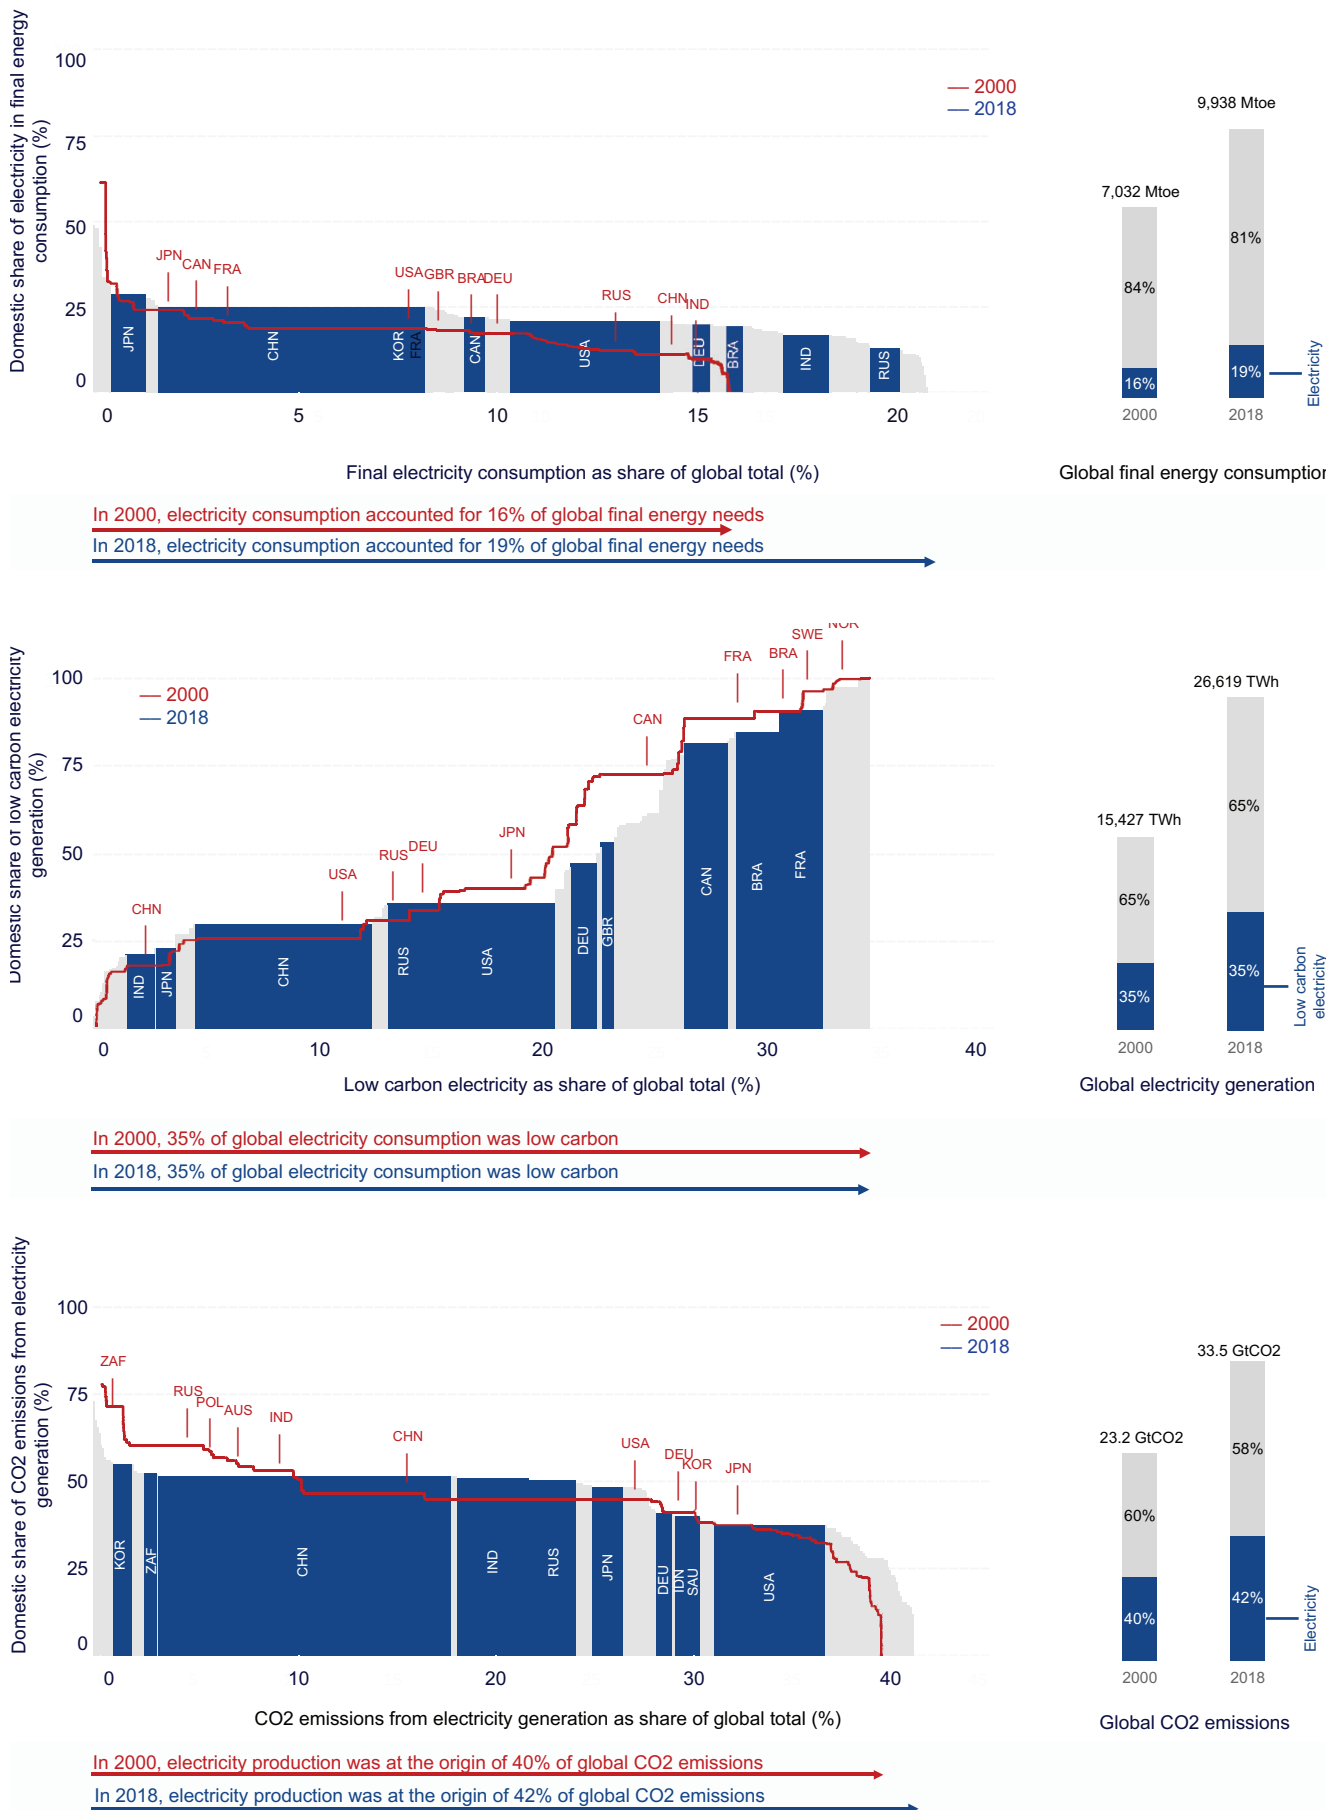 Domestic share of electricity in final energy
consumption (%)
100
75
50
25
0
2000
2018
JPN
CAN
FRA
USA
GBR
BRA
DEU
RUS
CHN
IND
JPN
CHN
KOR
FRA
CAN
USA
DEU
BRA
IND
RUS
0
5
10
15
20
Final electricity consumption as share of global total (%)
7,032 Mtoe
84%
16%
2000
9,938 Mtoe
81%
19%
2018
Electricity
Global final energy consumption
In 2000, electricity consumption accounted for 16% of global final energy needs
In 2018, electricity consumption accounted for 19% of global final energy needs
Domestic share of low carbon electricity
generation (%)
100
75
50
25
0
2000
2018
CHN
USA
RUS
DEU
JPN
CAN
FRA
BRA
SWE
NOR
IND
JPN
CHN
RUS
USA
DEU
GBR
CAN
BRA
FRA
0
10
20
30
40
Low carbon electricity as share of global total (%)
15,427 TWh
65%
35%
2000
26,619 TWh
65%
35%
2018
Low carbon
electricity
Global electricity generation
In 2000, 35% of global electricity consumption was low carbon
In 2018, 35% of global electricity consumption was low carbon
Domestic share of CO2 emissions from electricity
generation (%)
100
75
50
25
0
2000
2018
ZAF
RUS
POL
AUS
IND
CHN
USA
DEU
KOR
JPN
KOR
ZAF
CHN
IND
RUS
JPN
DEU
IDN
SAU
USA
0
10
20
30
40
CO2 emissions from electricity generation as share of global total (%)
23.2 GtCO2
60%
40%
2000
33.5 GtCO2
58%
42%
2018
Electricity
Global CO2 emissions
In 2000, electricity production was at the origin of 40% of global CO2 emissions
In 2018, electricity production was at the origin of 42% of global CO2 emissions